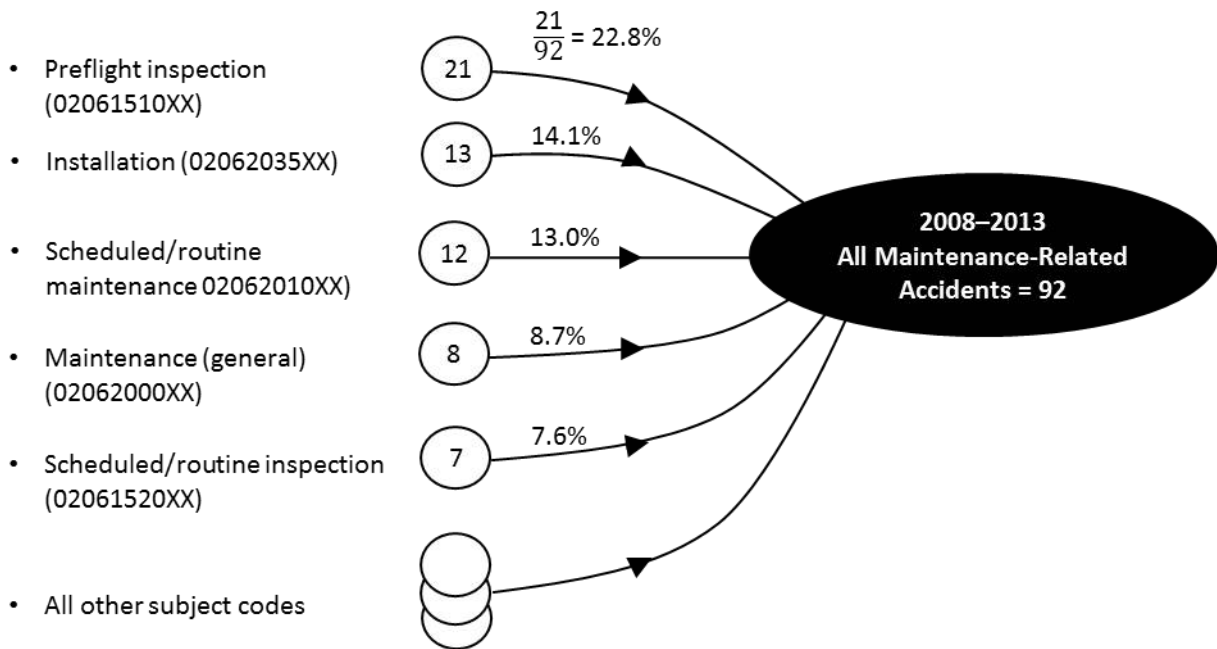 21
92 = 22.8%
• Preflight inspection
(02061510XX)
21
• Installation (02062035XX)
13
14.1%
• Scheduled/routine
maintenance 02062010XX)
12
13.0%
2008–2013
All Maintenance-Related
Accidents = 92
• Maintenance (general)
(02062000XX)
8
8.7%
• Scheduled/routine inspection
(02061520XX)
7
7.6%
• All other subject codes